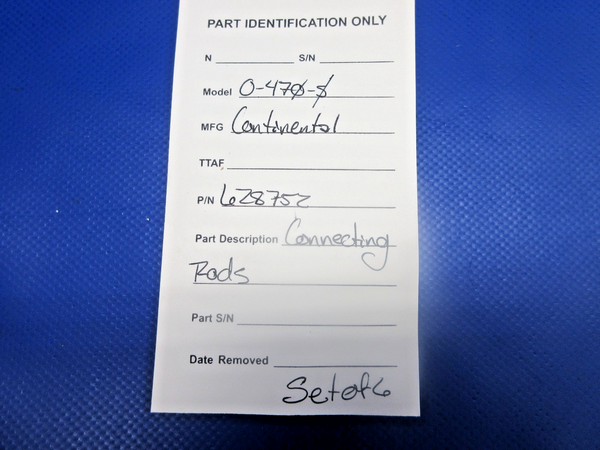 PART IDENTIFICATION ONLY
N S/N
Model O-470-S
MFG Continental
TTAF
P/N 628752
Part Description Connecting
Rods
Part S/N
Date Removed
Set of 6